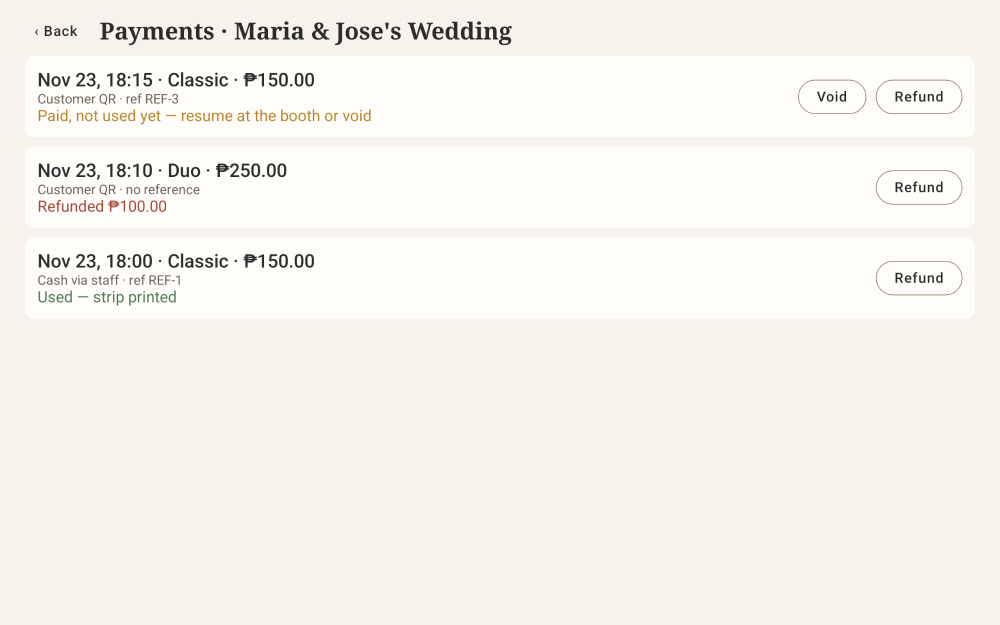 ‹ Back
Payments · Maria & Jose's Wedding
Nov 23, 18:15 · Classic · ₱150.00
Customer QR · ref REF-3
Paid, not used yet — resume at the booth or void
Void
Refund
Nov 23, 18:10 · Duo · ₱250.00
Customer QR · no reference
Refunded ₱100.00
Refund
Nov 23, 18:00 · Classic · ₱150.00
Cash via staff · ref REF-1
Used — strip printed
Refund